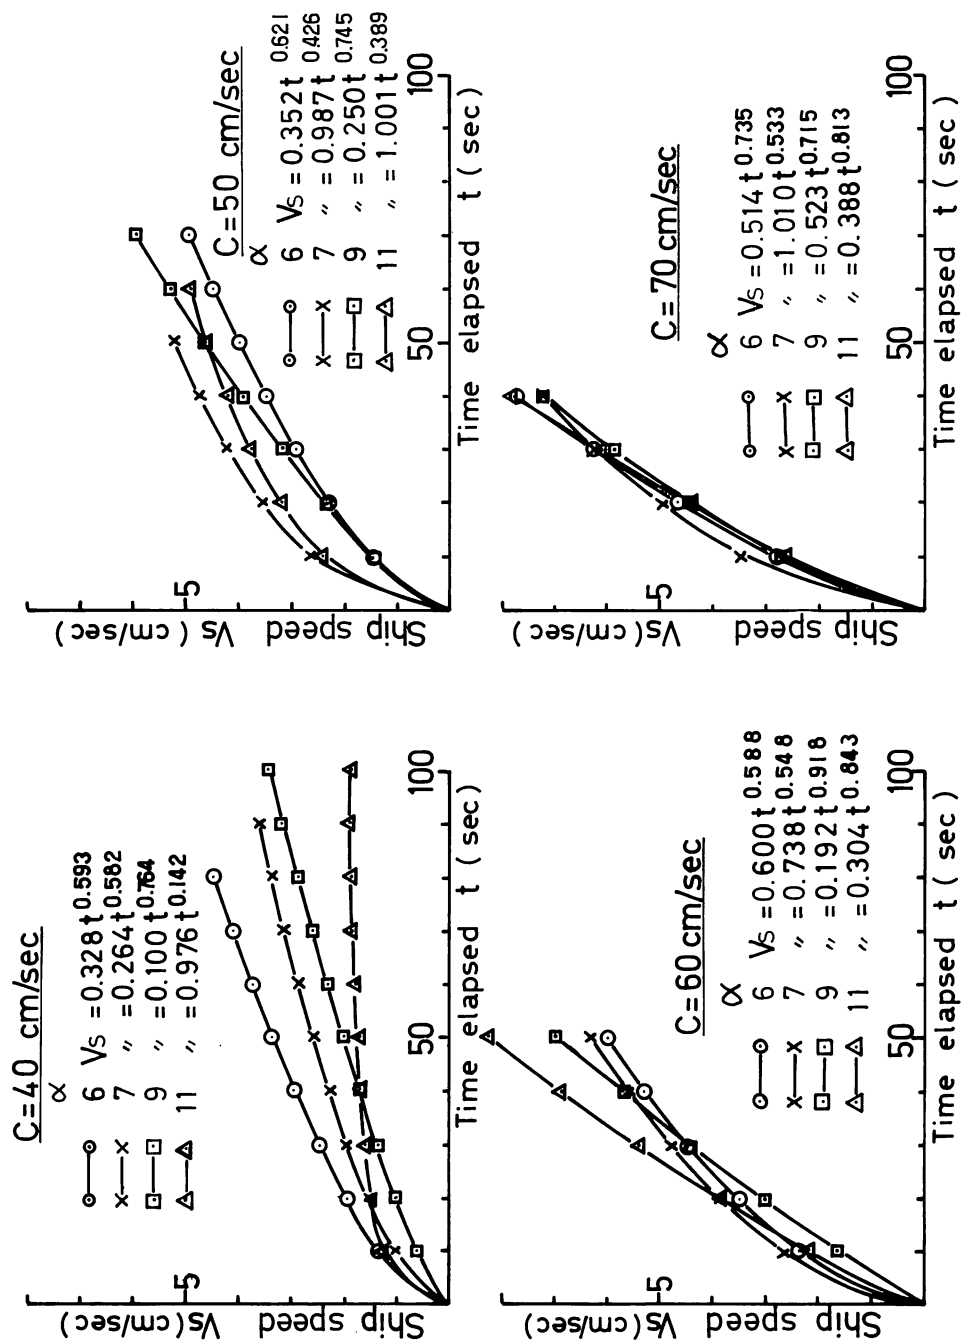 C=40 cm/sec
α
6 Vs = 0.328 t 0.593
7 〃 = 0.264 t 0.582
9 〃 = 0.100 t 0.764
11 〃 = 0.976 t 0.142
5
Ship speed
Vs (cm/sec)
50
100
Time elapsed t ( sec )
C=50 cm/sec
α
6 Vs = 0.352 t 0.621
7 〃 = 0.987 t 0.426
9 〃 = 0.250 t 0.745
11 〃 = 1.001 t 0.389
5
Ship speed
Vs (cm/sec)
50
100
Time elapsed t ( sec )
C=60 cm/sec
α
6 Vs = 0.600 t 0.588
7 〃 = 0.738 t 0.548
9 〃 = 0.192 t 0.918
11 〃 = 0.304 t 0.843
5
Ship speed
Vs (cm/sec)
50
100
Time elapsed t ( sec )
C=70 cm/sec
α
6 Vs = 0.514 t 0.735
7 〃 = 1.010 t 0.533
9 〃 = 0.523 t 0.715
11 〃 = 0.388 t 0.813
5
Ship speed
Vs (cm/sec)
50
100
Time elapsed t ( sec )